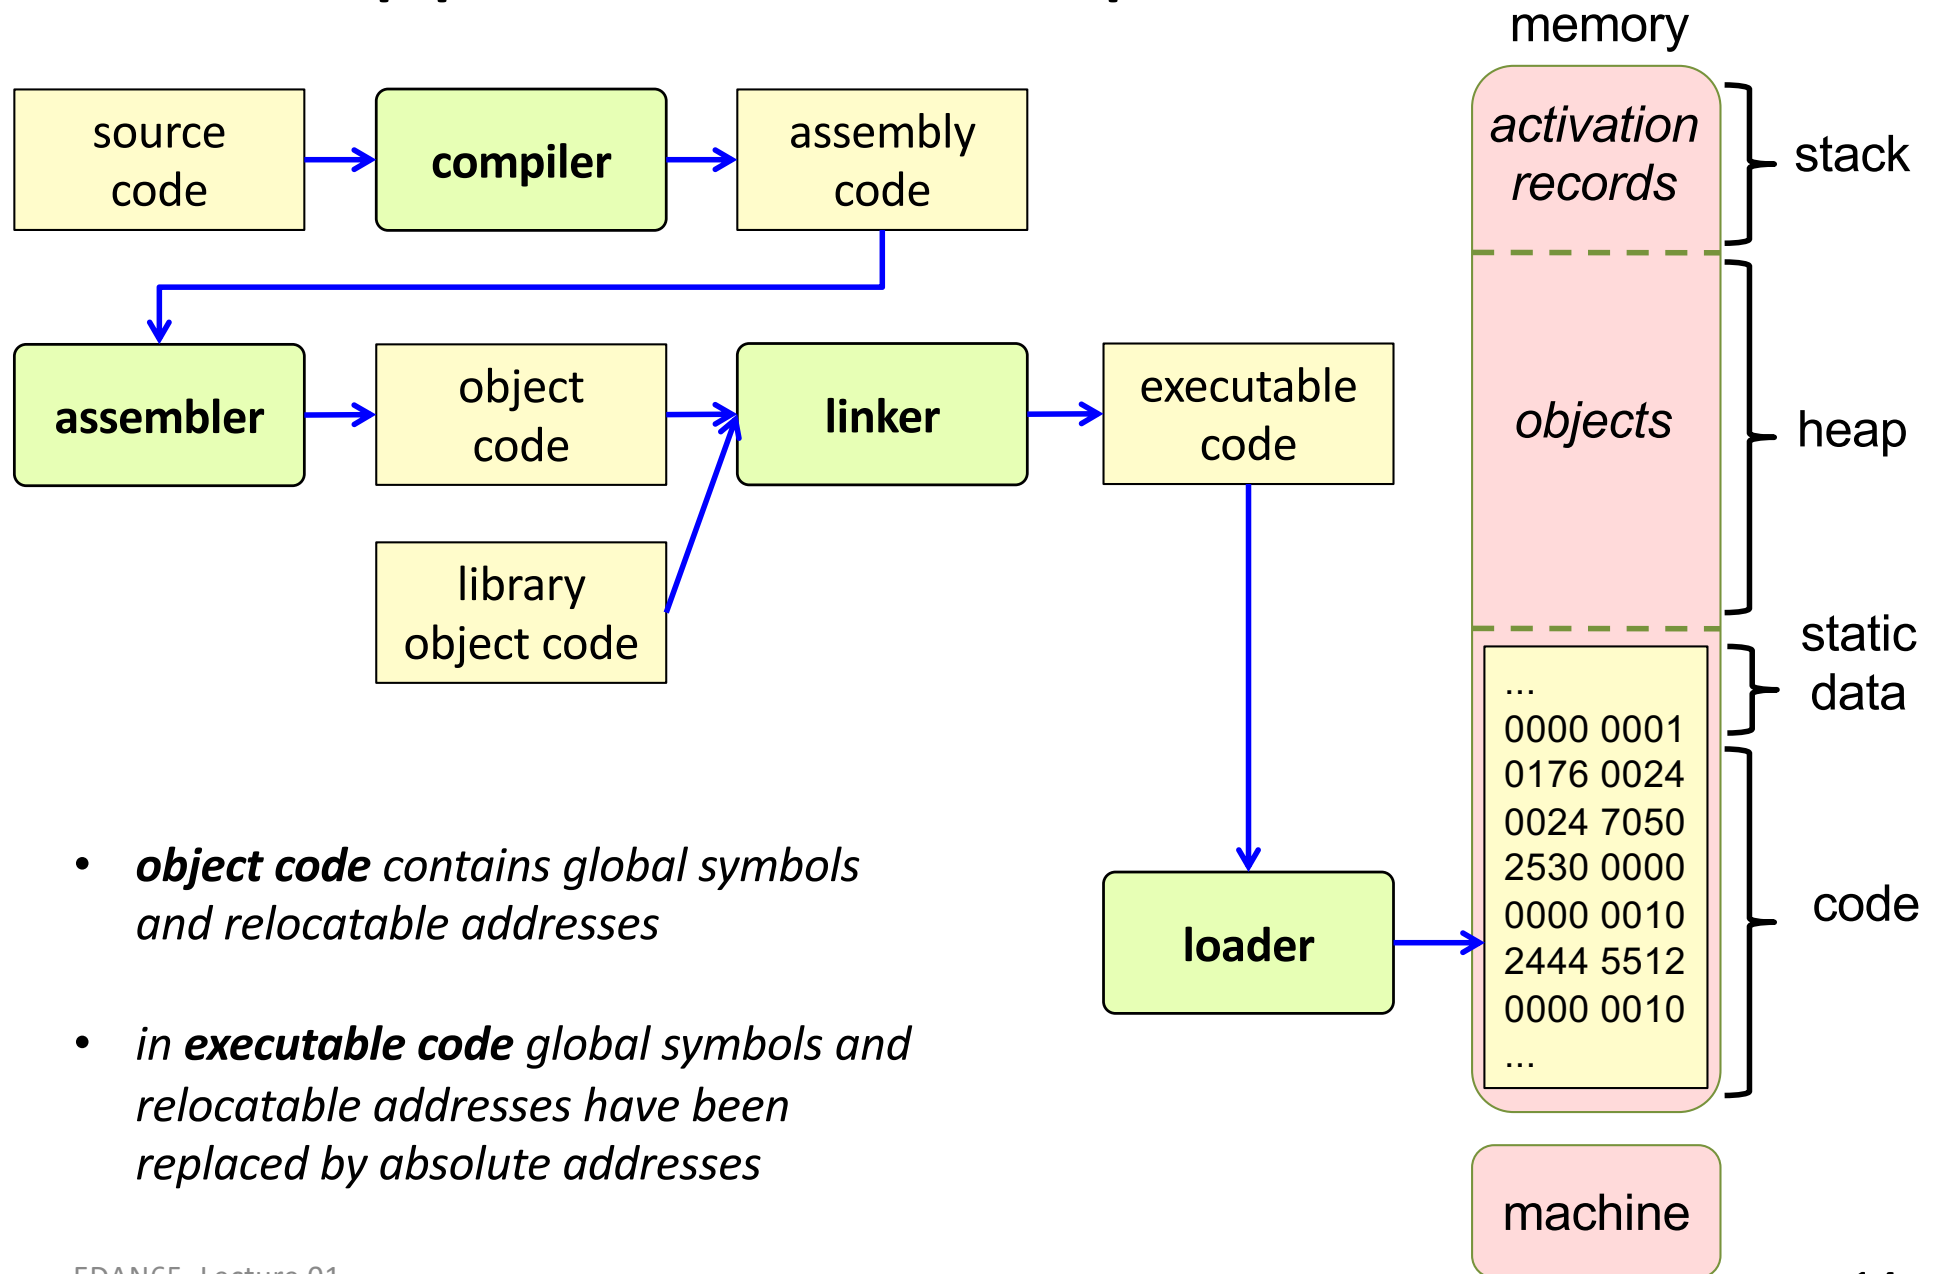 memory
source
code
compiler
assembly
code
activation
records
stack
assembler
object
code
linker
executable
code
objects
heap
library
object code
static
data
...
0000 0001
0176 0024
0024 7050
2530 0000
0000 0010
2444 5512
0000 0010
...
code
loader
• object code contains global symbols
and relocatable addresses
• in executable code global symbols and
relocatable addresses have been
replaced by absolute addresses
machine